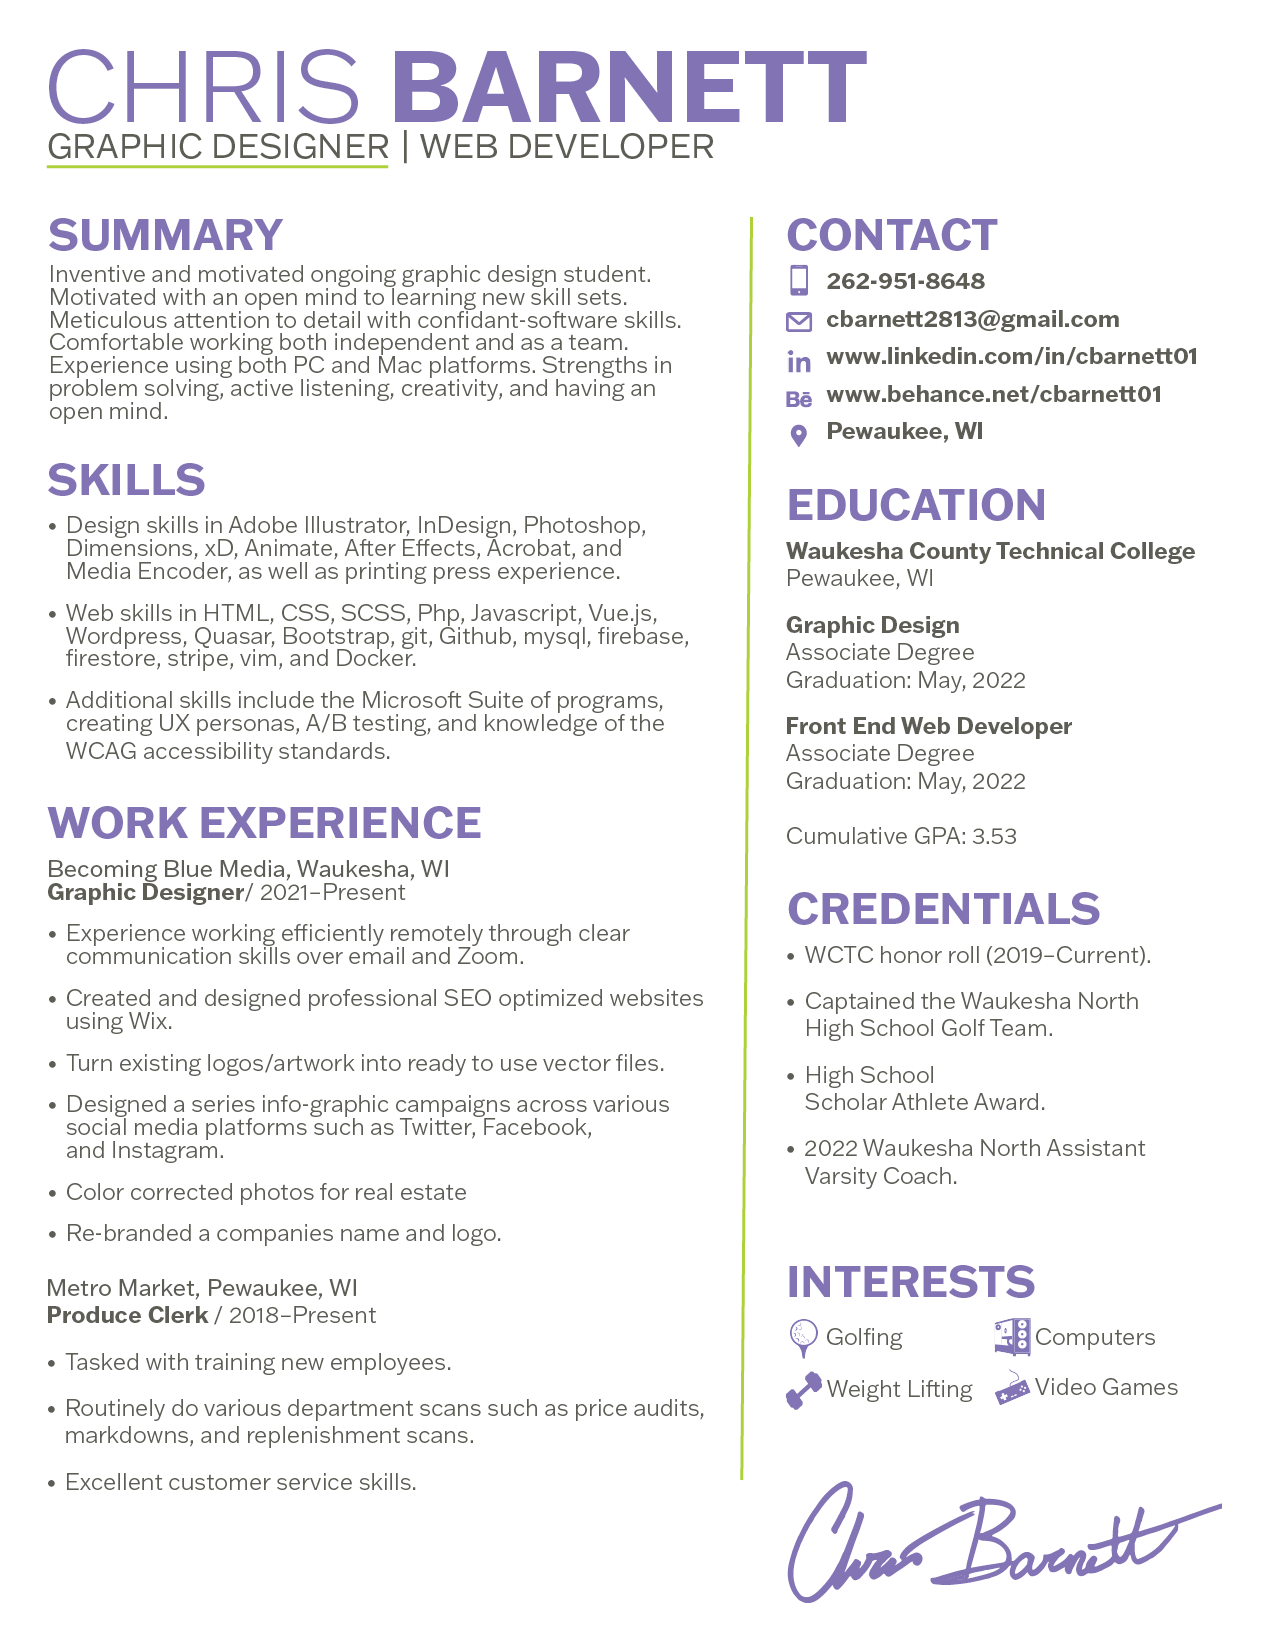 CHRIS BARNETT
GRAPHIC DESIGNER | WEB DEVELOPER
SUMMARY
Inventive and motivated ongoing graphic design student.
Motivated with an open mind to learning new skill sets.
Meticulous attention to detail with confidant-software skills.
Comfortable working both independent and as a team.
Experience using both PC and Mac platforms. Strengths in
problem solving, active listening, creativity, and having an
open mind.
SKILLS
• Design skills in Adobe Illustrator, InDesign, Photoshop,
Dimensions, xD, Animate, After Effects, Acrobat, and
Media Encoder, as well as printing press experience.
• Web skills in HTML, CSS, SCSS, Php, Javascript, Vue.js,
Wordpress, Quasar, Bootstrap, git, Github, mysql, firebase,
firestore, stripe, vim, and Docker.
• Additional skills include the Microsoft Suite of programs,
creating UX personas, A/B testing, and knowledge of the
WCAG accessibility standards.
WORK EXPERIENCE
Becoming Blue Media, Waukesha, WI
Graphic Designer/ 2021–Present
• Experience working efficiently remotely through clear
communication skills over email and Zoom.
• Created and designed professional SEO optimized websites
using Wix.
• Turn existing logos/artwork into ready to use vector files.
• Designed a series info-graphic campaigns across various
social media platforms such as Twitter, Facebook,
and Instagram.
• Color corrected photos for real estate
• Re-branded a companies name and logo.
Metro Market, Pewaukee, WI
Produce Clerk / 2018–Present
• Tasked with training new employees.
• Routinely do various department scans such as price audits,
markdowns, and replenishment scans.
• Excellent customer service skills.
CONTACT
262-951-8648
cbarnett2813@gmail.com
in www.linkedin.com/in/cbarnett01
Bē www.behance.net/cbarnett01
Pewaukee, WI
EDUCATION
Waukesha County Technical College
Pewaukee, WI
Graphic Design
Associate Degree
Graduation: May, 2022
Front End Web Developer
Associate Degree
Graduation: May, 2022
Cumulative GPA: 3.53
CREDENTIALS
• WCTC honor roll (2019–Current).
• Captained the Waukesha North
High School Golf Team.
• High School
Scholar Athlete Award.
• 2022 Waukesha North Assistant
Varsity Coach.
INTERESTS
Golfing
Computers
Weight Lifting
Video Games
Chris Barnett